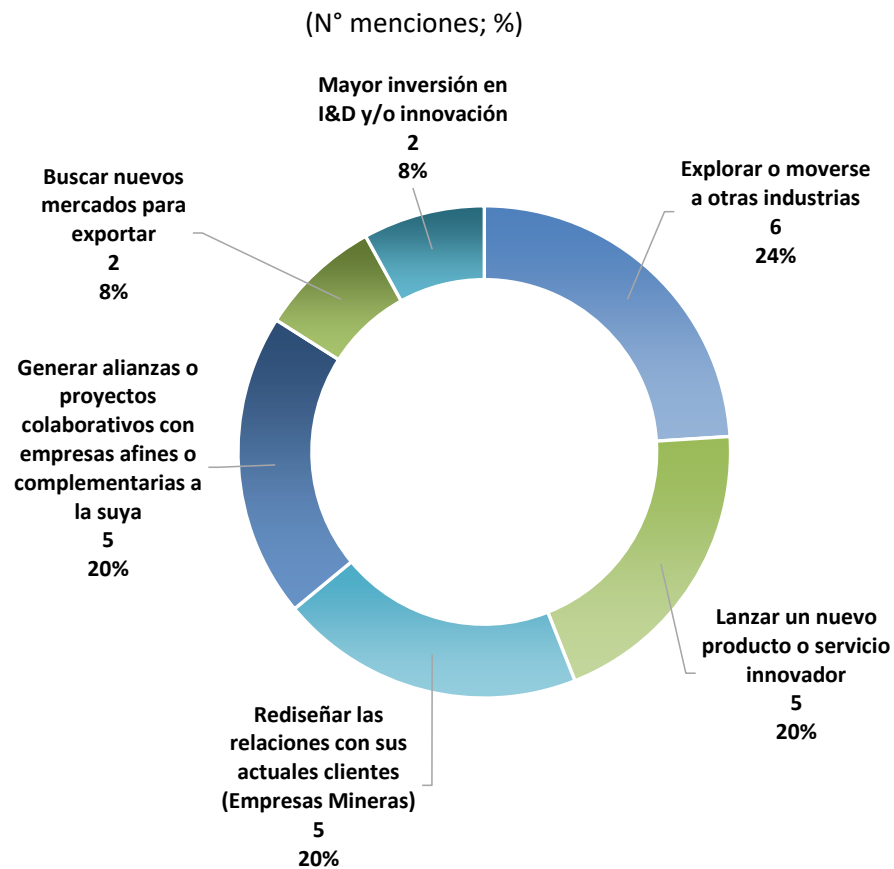 (N° menciones; %)
Mayor inversión en
I&D y/o innovación
2
8%
Explorar o moverse
a otras industrias
6
24%
Buscar nuevos
mercados para
exportar
2
8%
Generar alianzas o
proyectos
colaborativos con
empresas afines o
complementarias a
la suya
5
20%
Lanzar un nuevo
producto o servicio
innovador
5
20%
Rediseñar las
relaciones con sus
actuales clientes
(Empresas Mineras)
5
20%